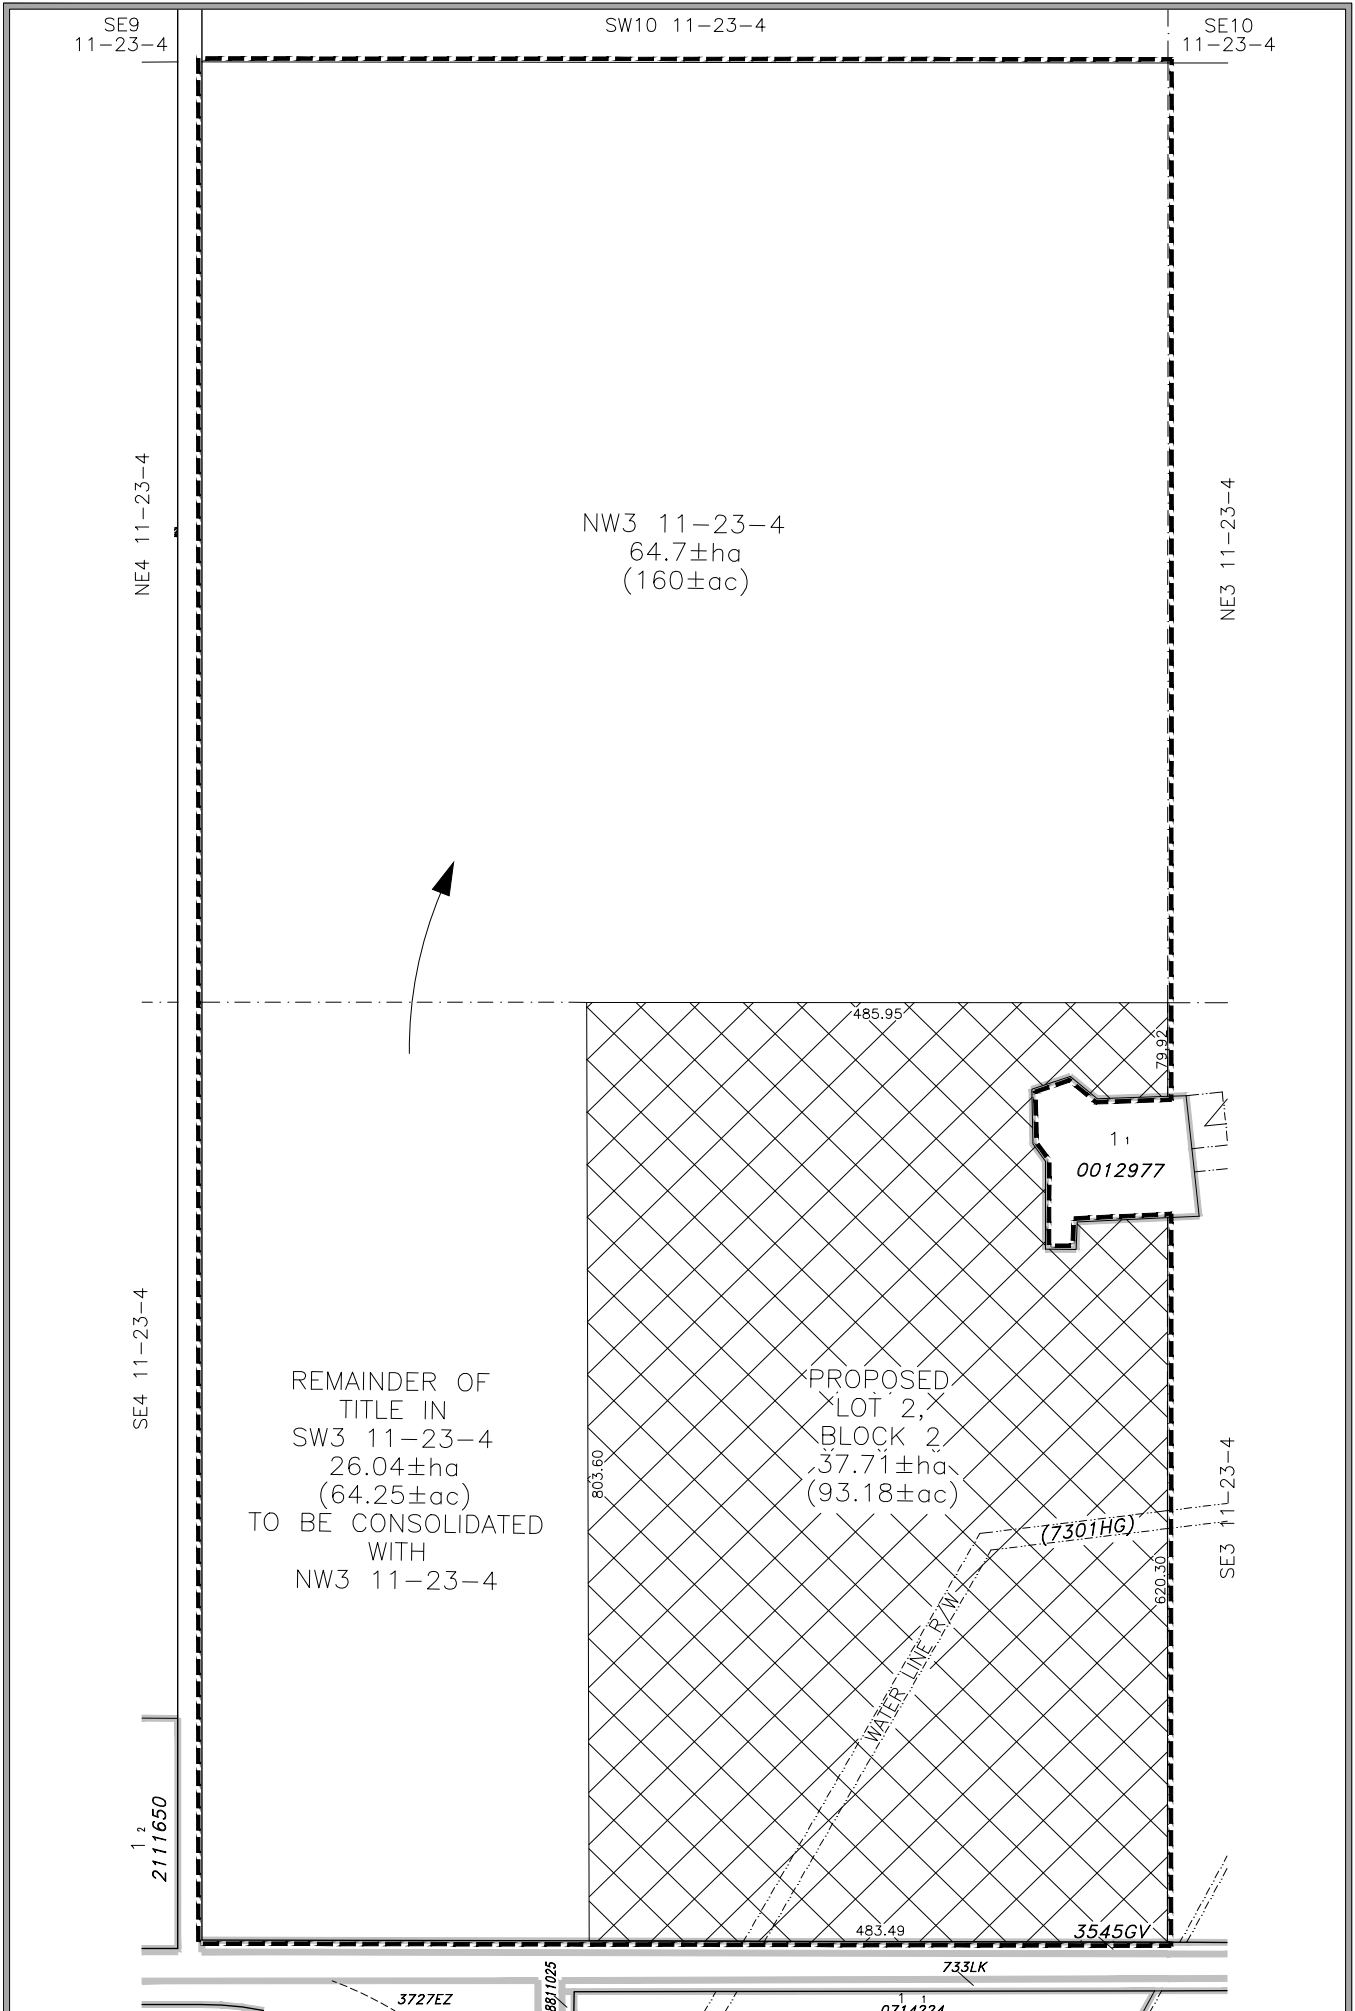 SE9
11-23-4
SW10 11-23-4
SE10
11-23-4
NE4 11-23-4
NW3 11-23-4
64.7±ha
(160±ac)
NE3 11-23-4
485.95
79.92
1 1
0012977
SE4 11-23-4
REMAINDER OF
TITLE IN
SW3 11-23-4
26.04±ha
(64.25±ac)
TO BE CONSOLIDATED
WITH
NW3 11-23-4
803.60
PROPOSED
LOT 2,
BLOCK 2
37.71±ha
(93.18±ac)
SE3 11-23-4
(7301HG)
620.30
WATER LINE R/W
1 2
2111650
483.49
3545GV
733LK
8811025
3727EZ
1 1
0714224